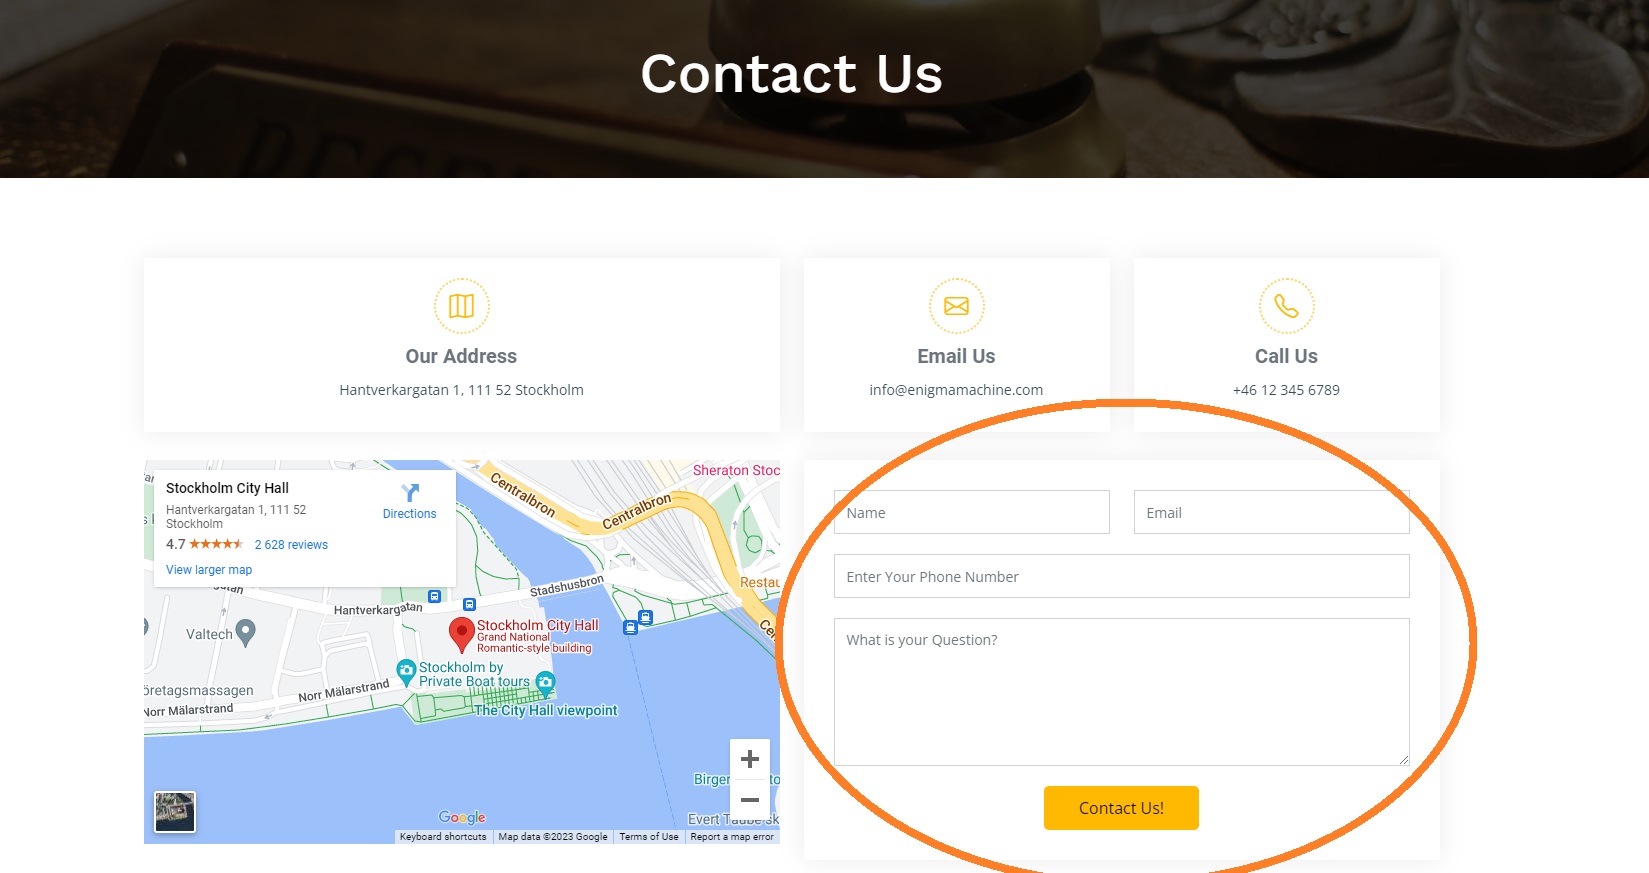 Contact Us
Our Address
Hantverkargatan 1, 111 52 Stockholm
Email Us
info@enigmamachine.com
Call Us
+46 12 345 6789
Stockholm City Hall
Hantverkargatan 1, 111 52
Stockholm
Directions
4.7
2 628 reviews
View larger map
Centralbron
Centralbron
Sheraton Stoc
Restau
Stadshusbron
Hantverkargatan
Valtech
Stockholm City Hall
Grand National
Romantic-style building
Stockholm by
Private Boat tours
öretagsmassagen
Norr Mälarstrand
Norr Mälarstrand
The City Hall viewpoint
Birger
to
Evert Taube
sk
Google
Keyboard shortcuts
Map data ©2023 Google
Terms of Use
Report a map error
Name
Email
Enter Your Phone Number
What is your Question?
Contact Us!